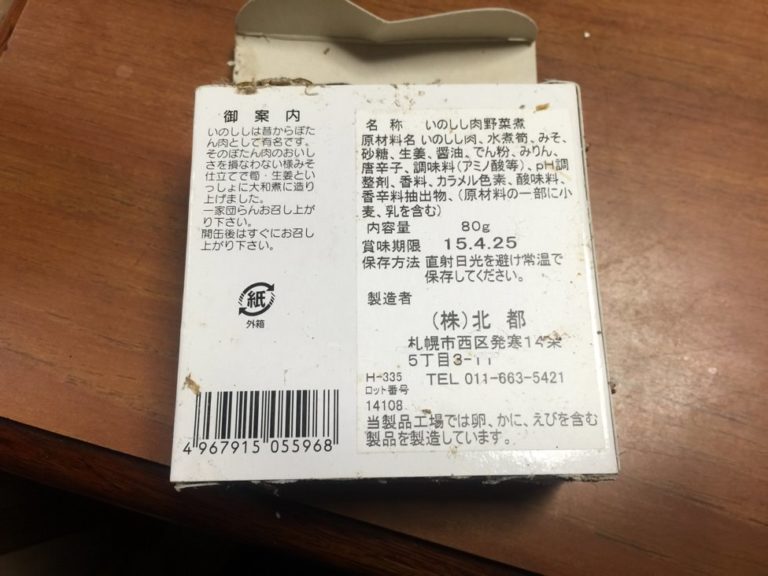 御案内
いのししは昔からぼた
ん肉として有名です。
そのぼたん肉のおいし
さを損なわない様みそ
仕立てで筍・生姜とい
っしょに大和煮に造り
上げました。
一家団らんお召し上が
り下さい。
開缶後はすぐにお召し
上がり下さい。
紙
外箱
4 967915 055968
名称 いのしし肉野菜煮
原材料名 いのしし肉、水煮筍、みそ、
砂糖、生姜、醤油、でん粉、みりん、
唐辛子、調味料(アミノ酸等)、pH調
整剤、香料、カラメル色素、酸味料、
香辛料抽出物、(原材料の一部に小
麦、乳を含む)
内容量 80g
賞味期限 15.4.25
保存方法 直射日光を避け常温で
保存してください。
製造者
(株)北都
札幌市西区発寒14条
5丁目3-11
H-335 TEL 011-663-5421
ロット番号
14108
当製品工場では卵、かに、えびを含む
製品を製造しています。